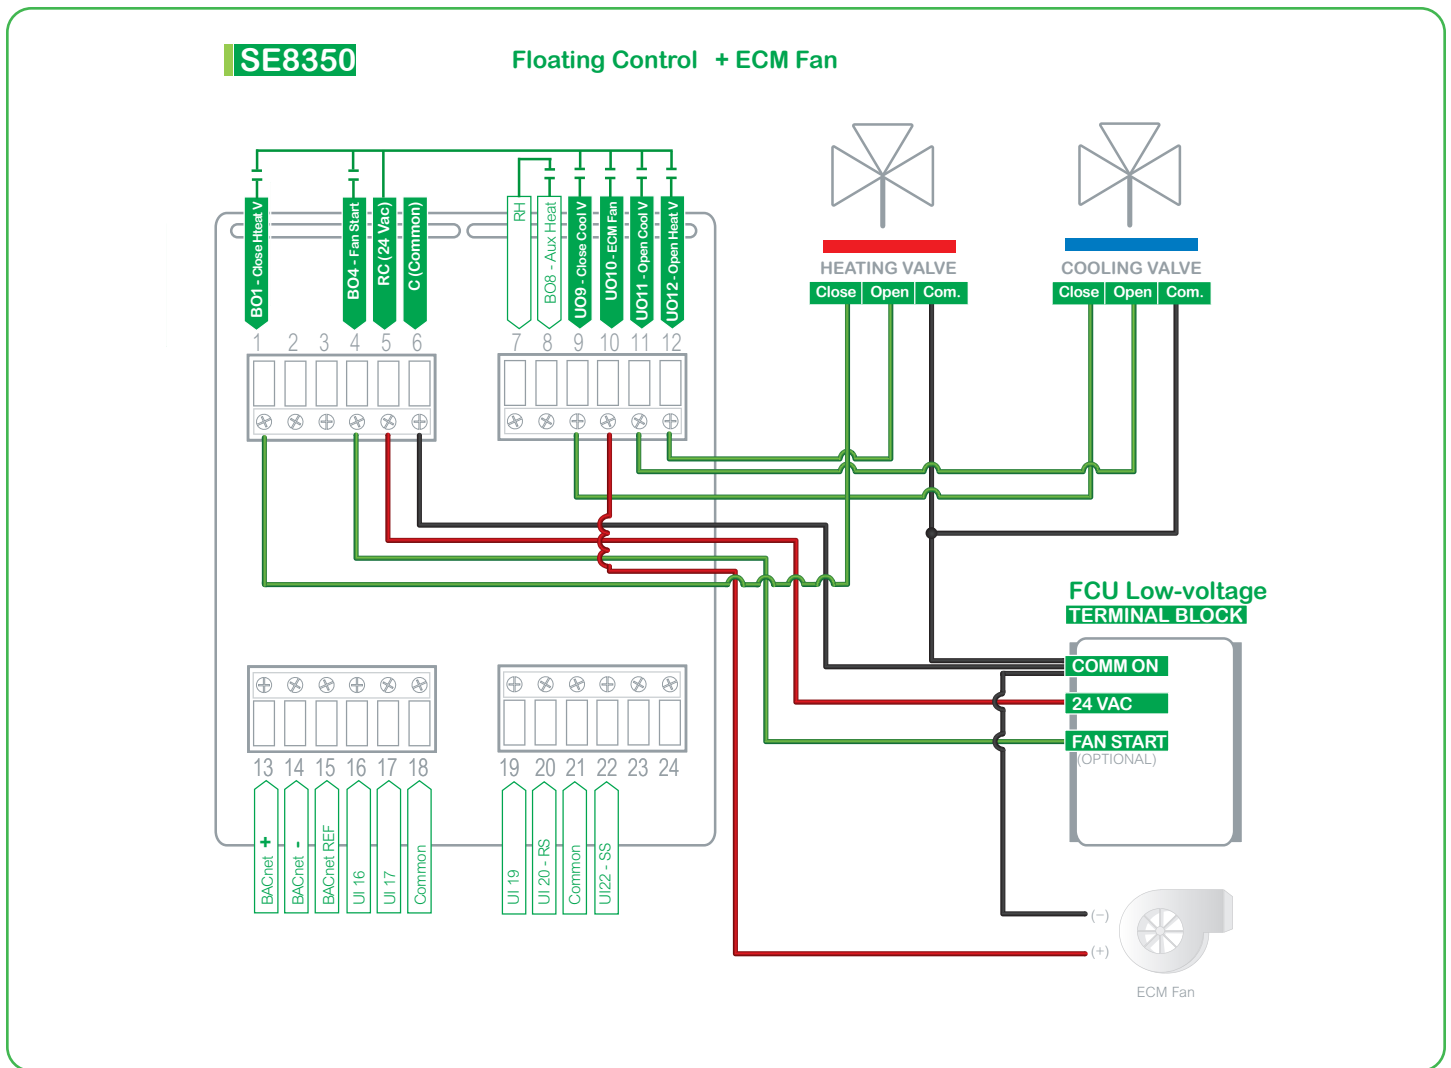 SE8350
Floating Control + ECM Fan
BO1 - Close Hteat V
BO4 - Fan Start
RC (24 Vac)
C (Common)
RH
BO8 - Aux Heat
UO9 - Close Cool V
UO10 - ECM Fan
UO11 - Open Cool V
UO12 - Open Heat V
1 2 3 4 5 6
7 8 9 10 11 12
HEATING VALVE
Close Open Com.
COOLING VALVE
Close Open Com.
FCU Low-voltage
TERMINAL BLOCK
COMM ON
24 VAC
FAN START
(OPTIONAL)
13 14 15 16 17 18
19 20 21 22 23 24
BACnet +
BACnet -
BACnet REF
UI 16
UI 17
Common
UI 19
UI 20 - RS
Common
UI22 - SS
(−)
(+)
ECM Fan